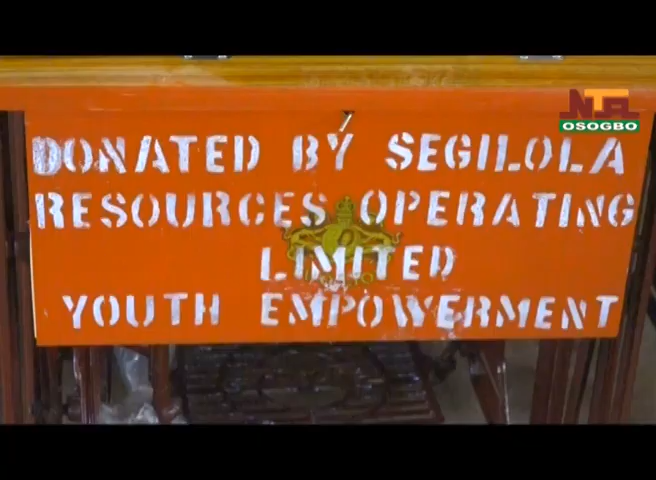 NTA
OSOGBO
DONATED BY SEGILOLA
RESOURCES OPERATING
LIMITED
YOUTH EMPOWERMENT